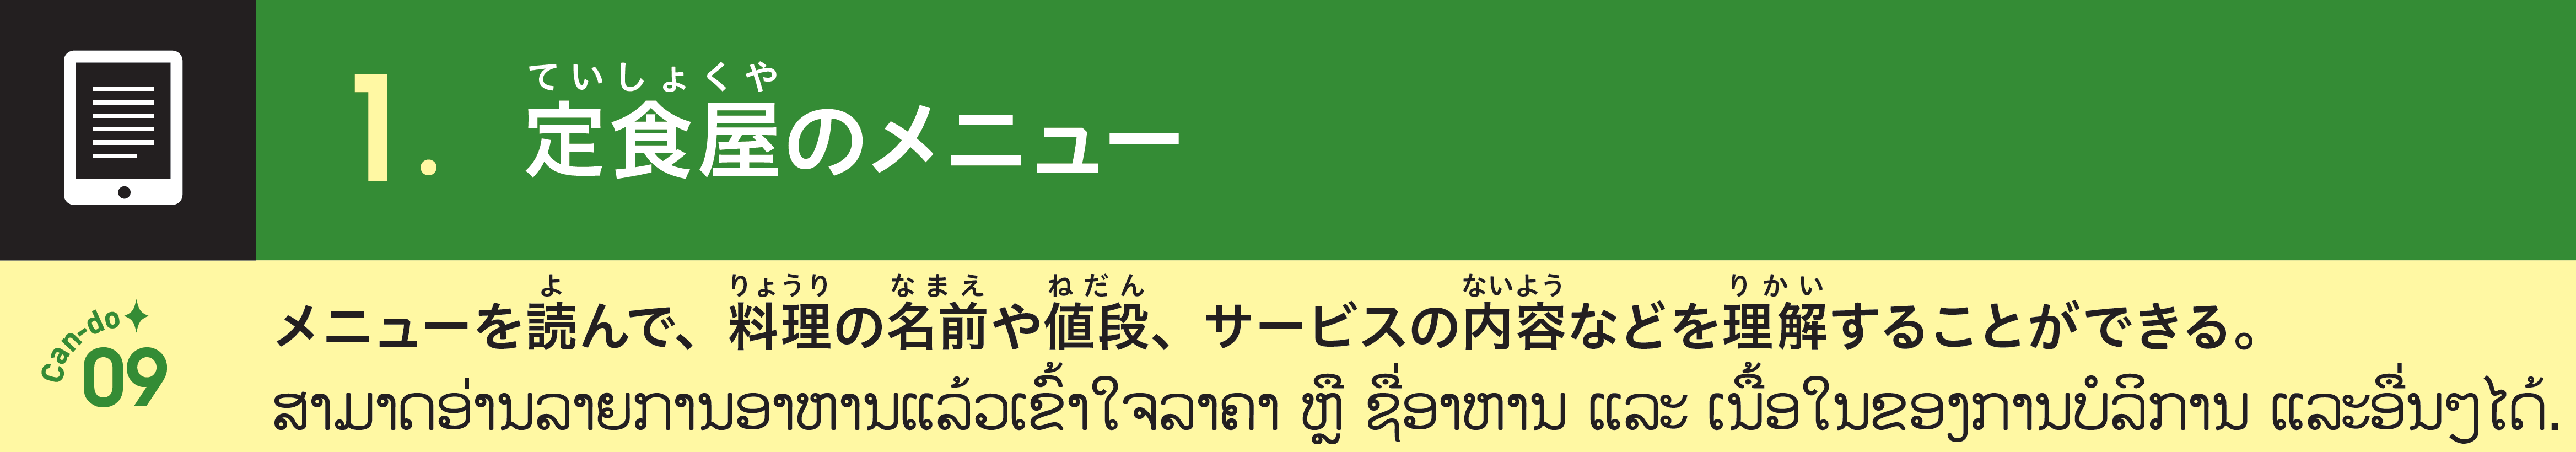 ていしょくや
1. 定食屋のメニュー
よ りょうり なまえ ねだん ないよう りかい
Can-do 09
メニューを読んで、料理の名前や値段、サービスの内容などを理解することができる。
ສາມາດອ່ານລາຍການອາຫານແລ້ວເຂົ້າໃຈລາຄາ ຫຼື ຊື່ອາຫານ ແລະ ເນື້ອໃນຂອງການບໍລິການ ແລະອື່ນໆໄດ້.